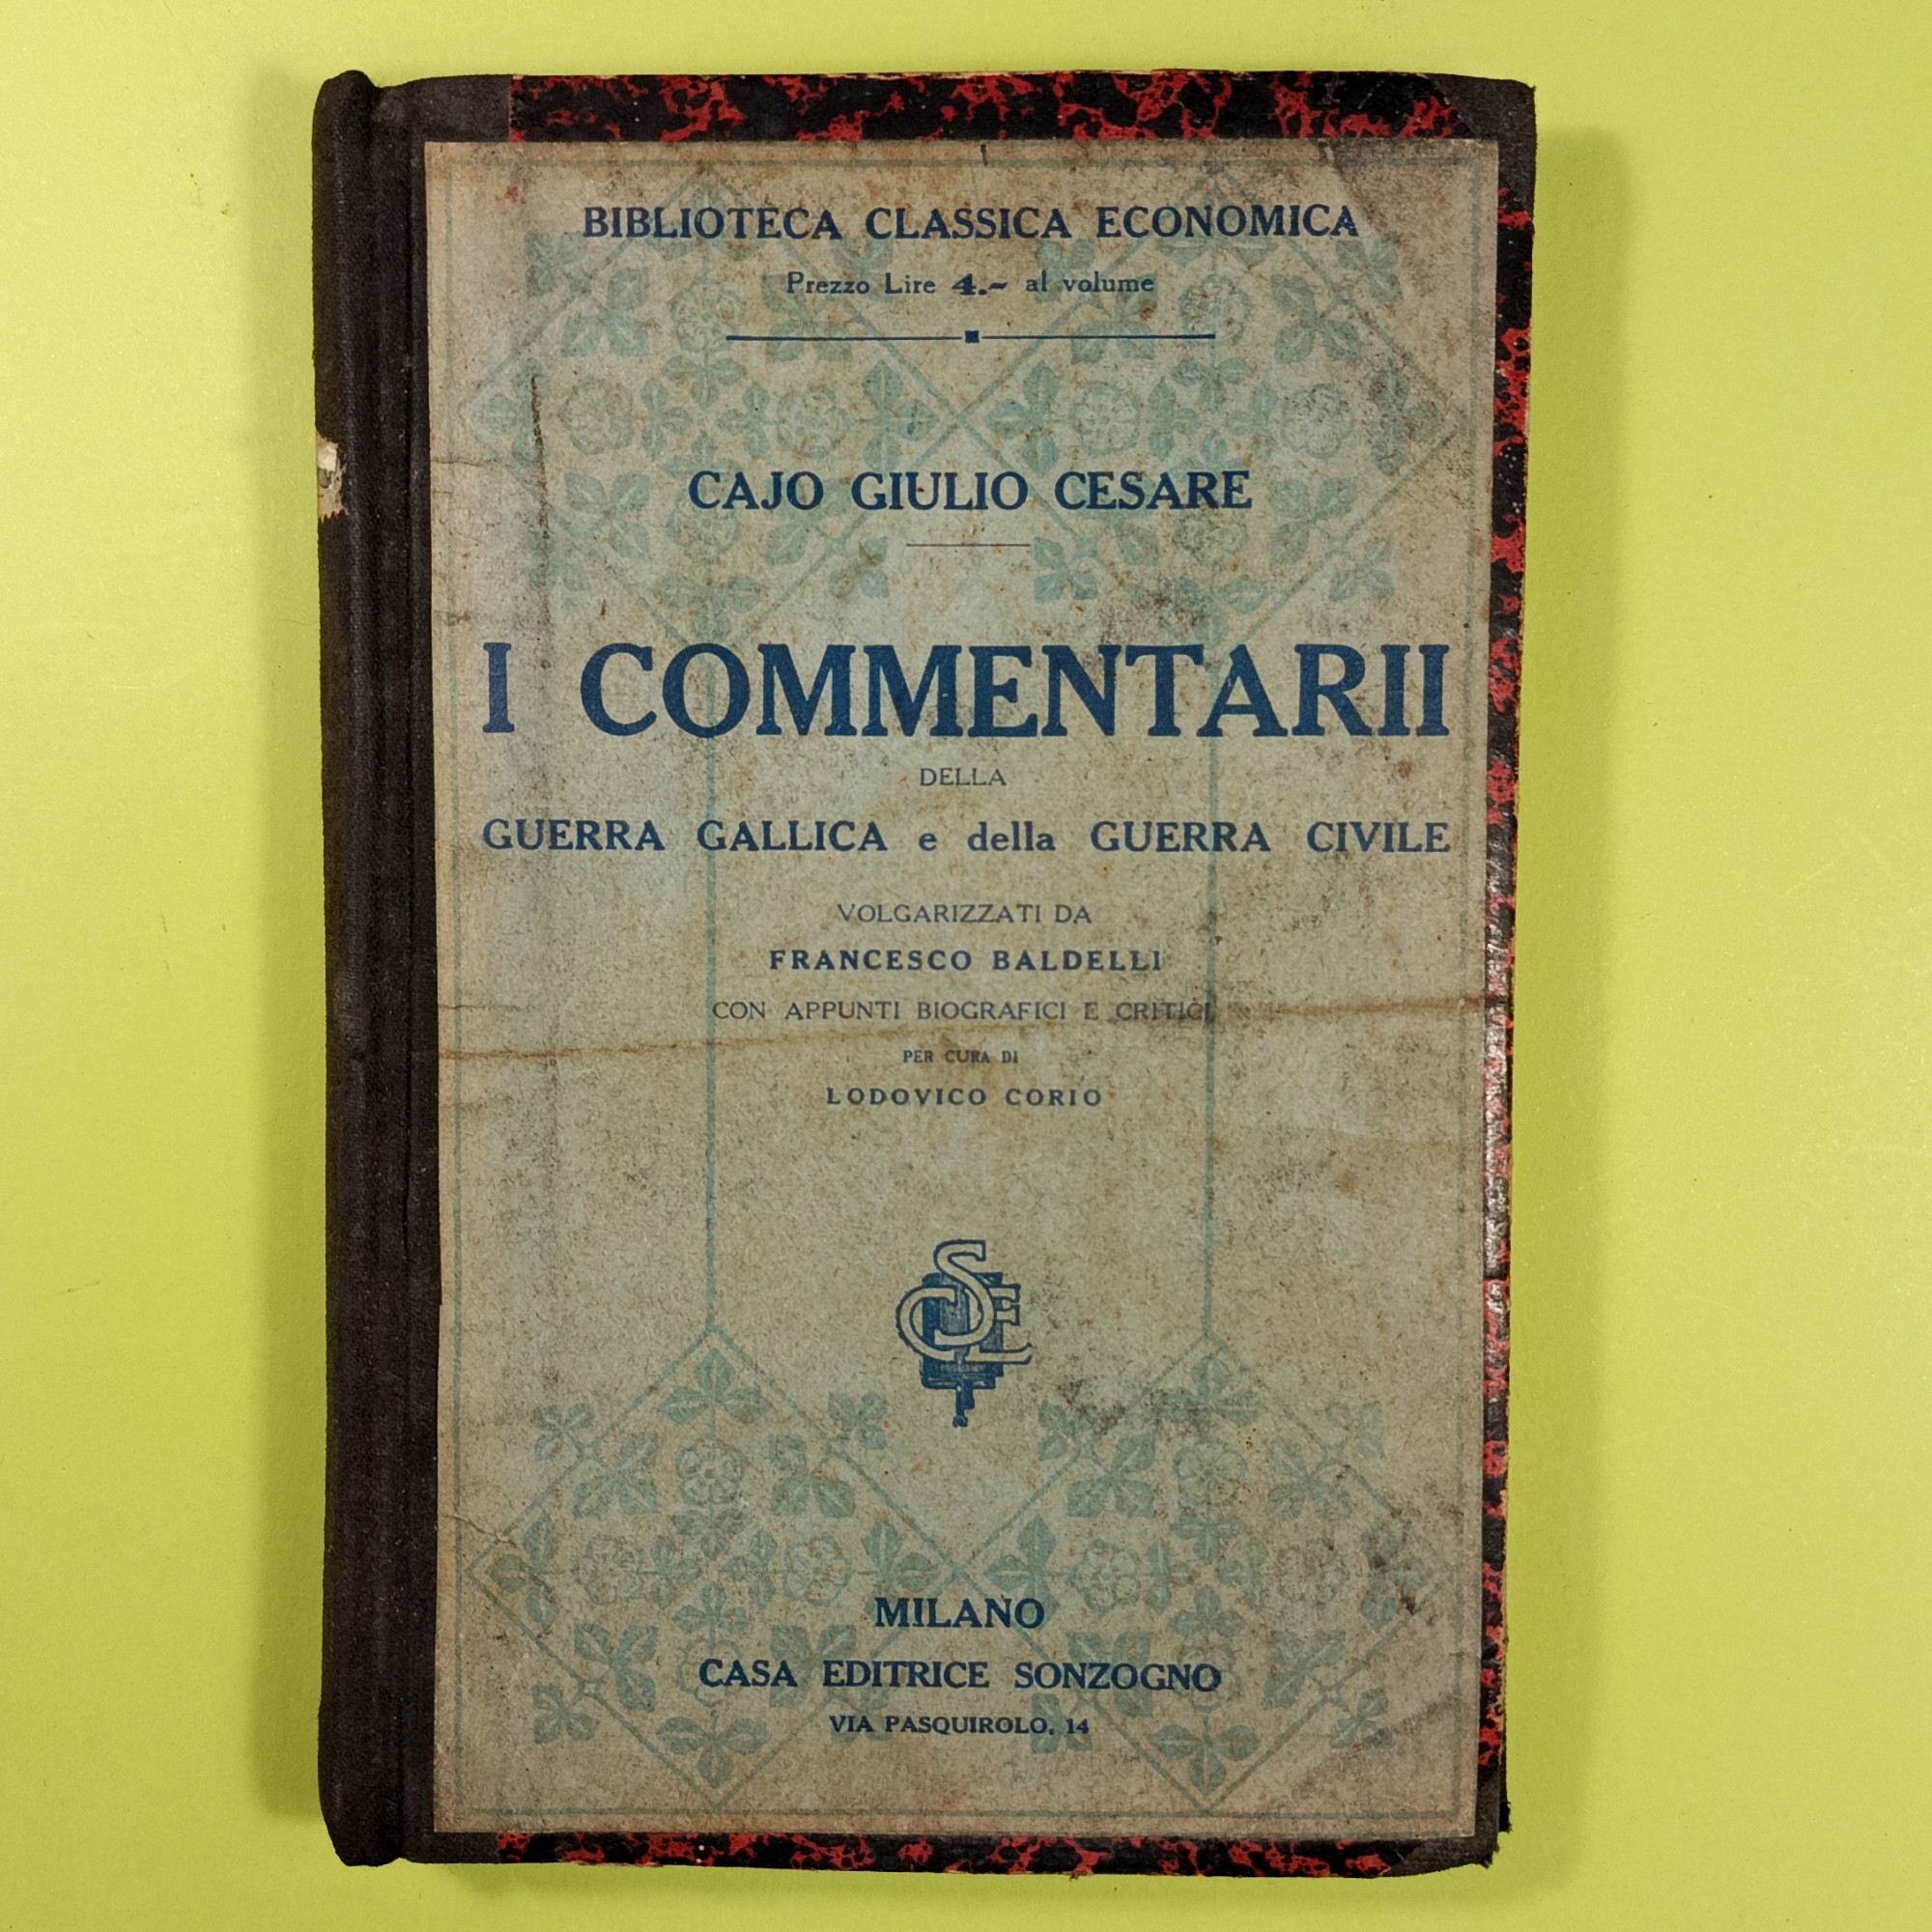 BIBLIOTECA CLASSICA ECONOMICA
Prezzo Lire 4.- al volume
CAJO GIULIO CESARE
I COMMENTARII
DELLA
GUERRA GALLICA e della GUERRA CIVILE
VOLGARIZZATI DA
FRANCESCO BALDELLI
CON APPUNTI BIOGRAFICI E CRITICI
PER CURA DI
LODOVICO CORIO
SCE
MILANO
CASA EDITRICE SONZOGNO
VIA PASQUIROLO, 14